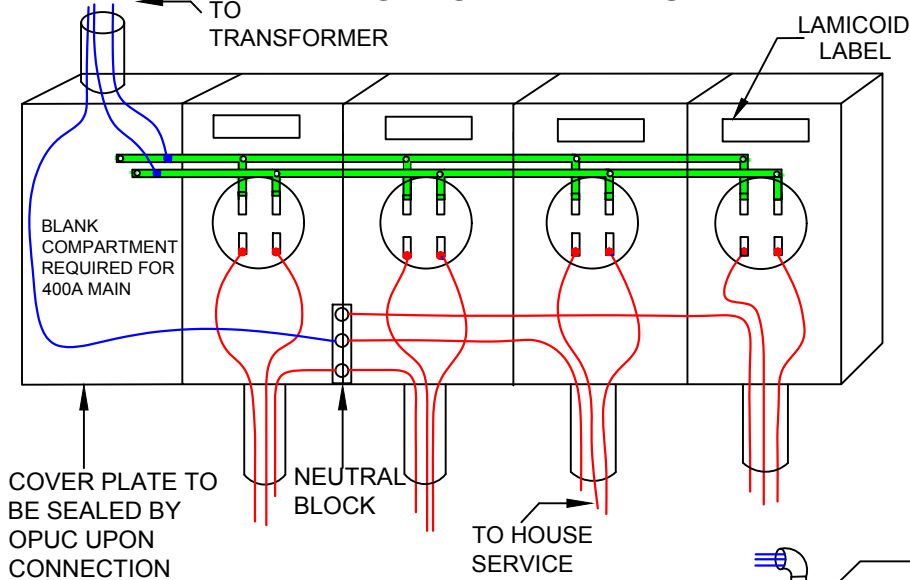 TO
TRANSFORMER
LAMICOID
LABEL
BLANK
COMPARTMENT
REQUIRED FOR
400A MAIN
COVER PLATE TO
BE SEALED BY
OPUC UPON
CONNECTION
NEUTRAL
BLOCK
TO HOUSE
SERVICE